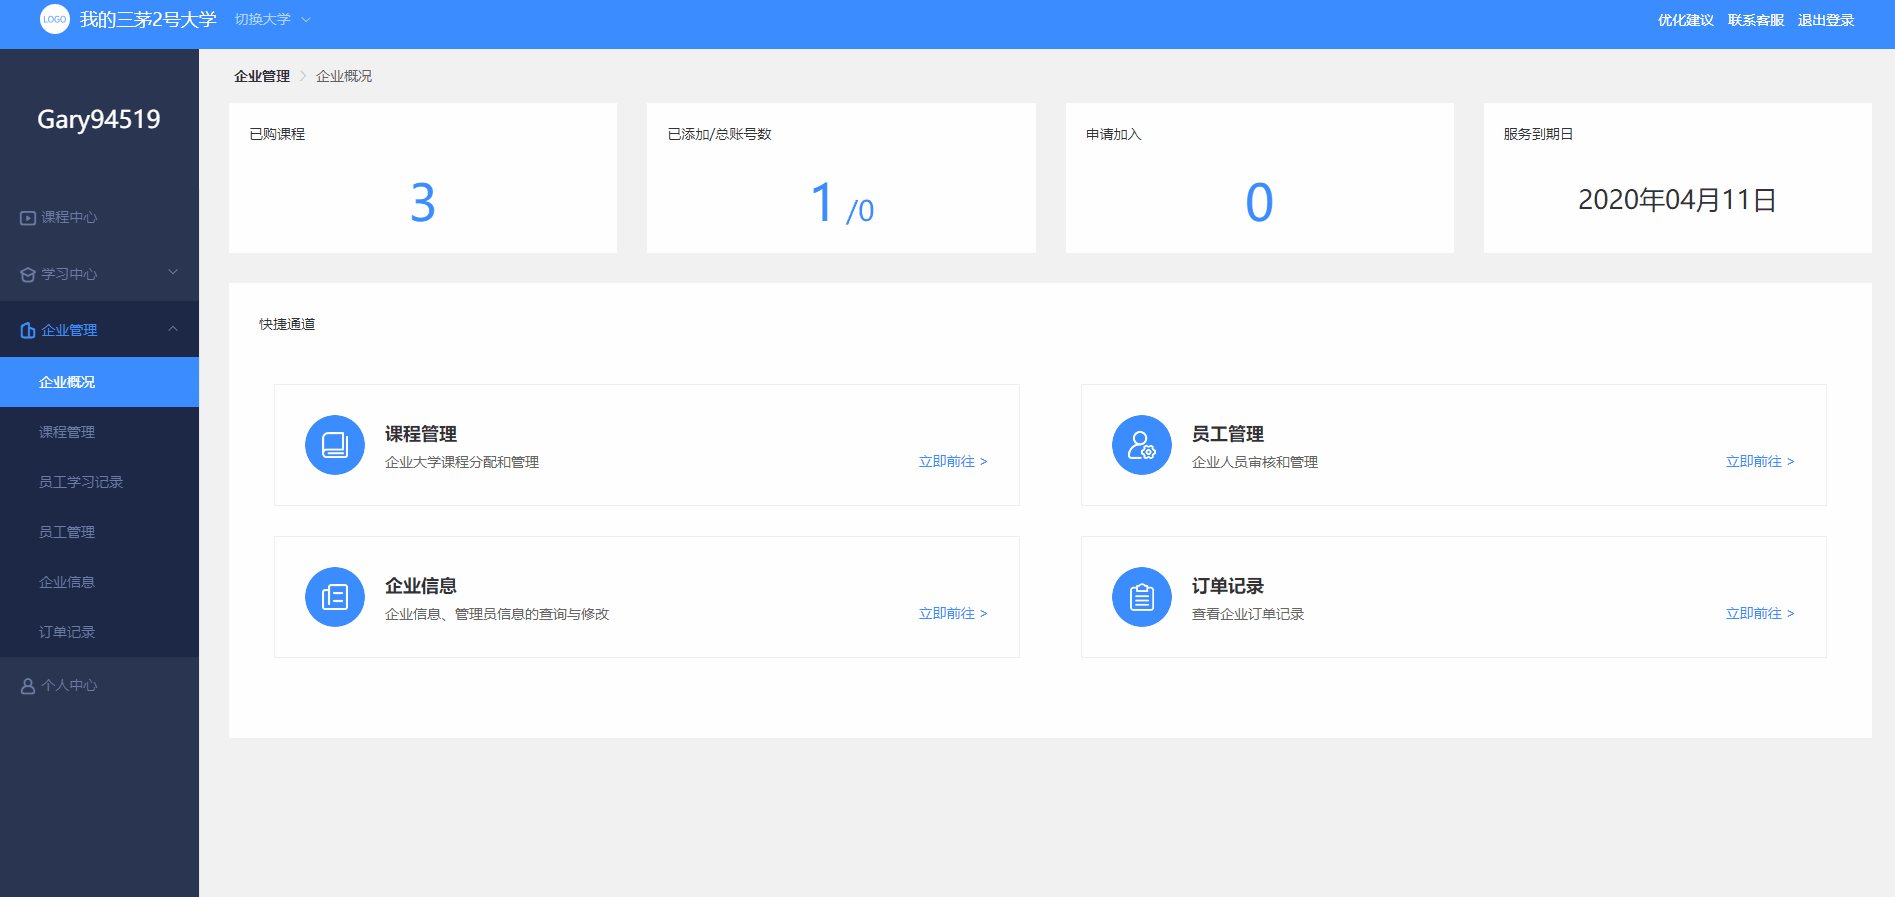 LOGO 我的三茅2号大学 切换大学 优化建议 联系客服 退出登录
Gary94519
课程中心
学习中心
企业管理
企业概况
课程管理
员工学习记录
员工管理
企业信息
订单记录
个人中心
企业管理 > 企业概况
已购课程
3
已添加/总账号数
1 /0
申请加入
0
服务到期日
2020年04月11日
快捷通道
课程管理
企业大学课程分配和管理
立即前往 >
员工管理
企业人员审核和管理
立即前往 >
企业信息
企业信息、管理员信息的查询与修改
立即前往 >
订单记录
查看企业订单记录
立即前往 >